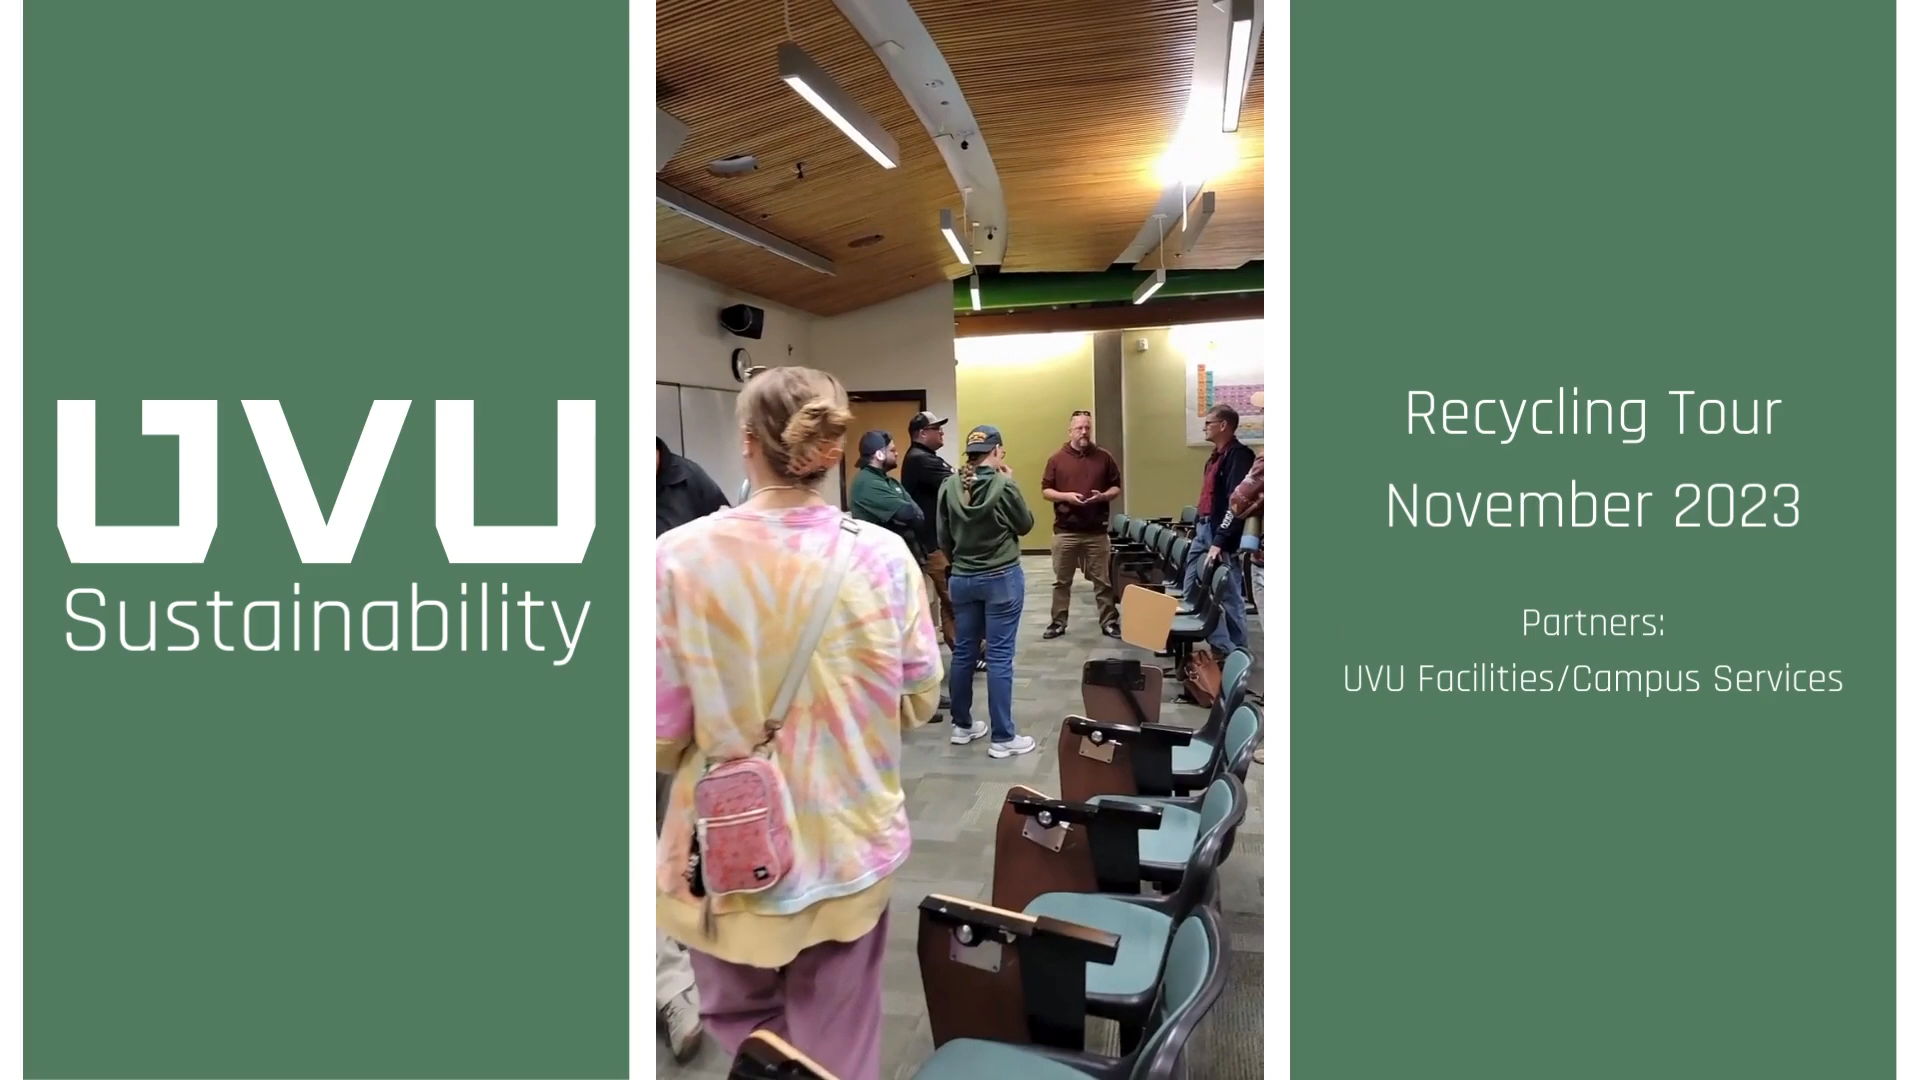 UVU
Sustainability
Recycling Tour
November 2023
Partners:
UVU Facilities/Campus Services